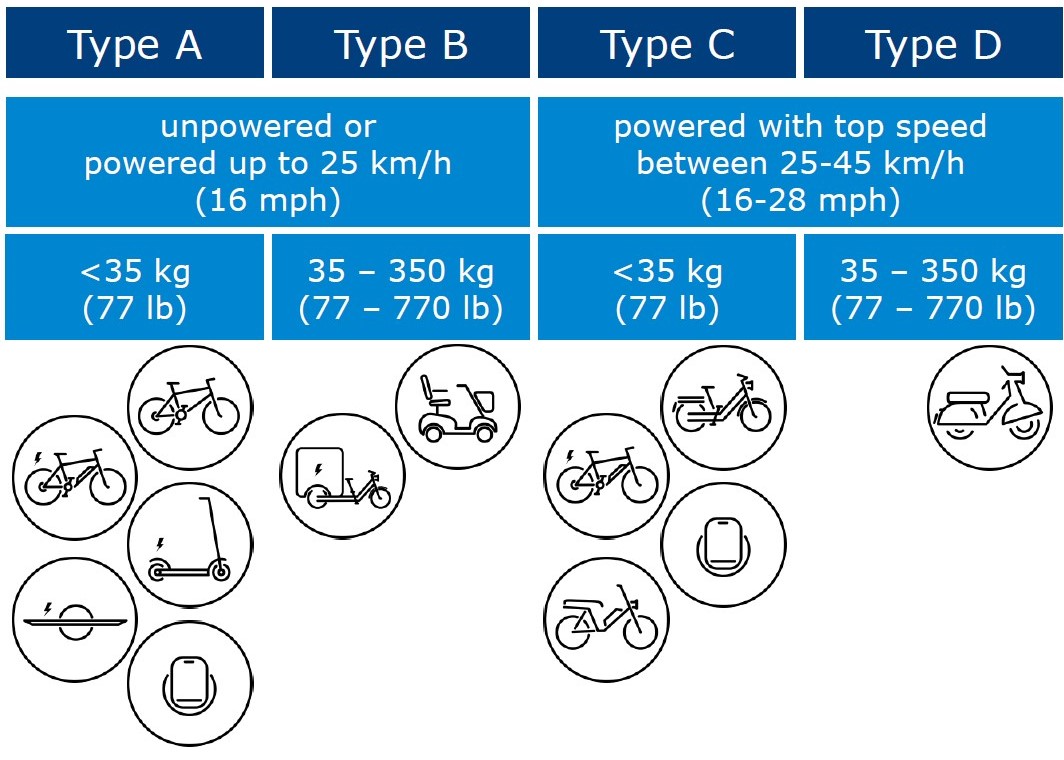 Type A
Type B
Type C
Type D
unpowered or
powered up to 25 km/h
(16 mph)
powered with top speed
between 25-45 km/h
(16-28 mph)
<35 kg
(77 lb)
35 – 350 kg
(77 – 770 lb)
<35 kg
(77 lb)
35 – 350 kg
(77 – 770 lb)